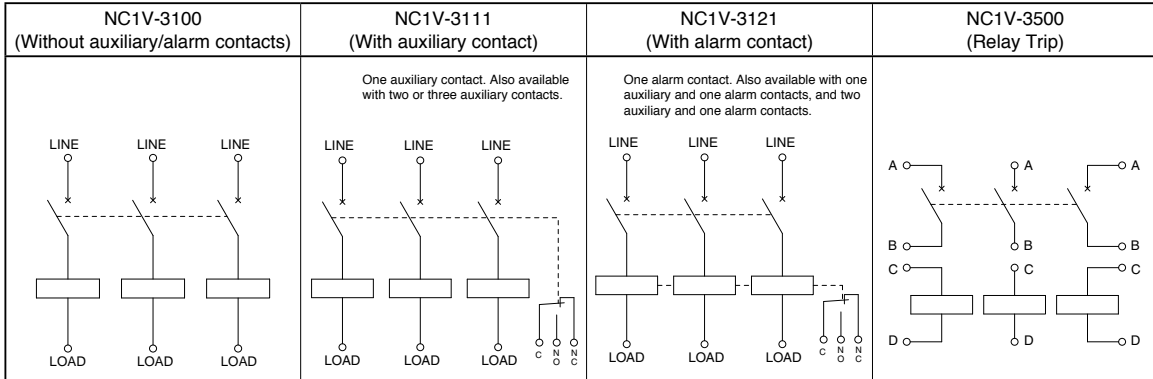 NC1V-3100
(Without auxiliary/alarm contacts)
NC1V-3111
(With auxiliary contact)
NC1V-3121
(With alarm contact)
NC1V-3500
(Relay Trip)
One auxiliary contact. Also available
with two or three auxiliary contacts.
One alarm contact. Also available with one
auxiliary and one alarm contacts, and two
auxiliary and one alarm contacts.
LINE LINE LINE
LOAD LOAD LOAD
LINE LINE LINE
LOAD LOAD LOAD
C NO NC
LINE LINE LINE
LOAD LOAD LOAD
C NO NC
A A A
B B B
C C C
D D D